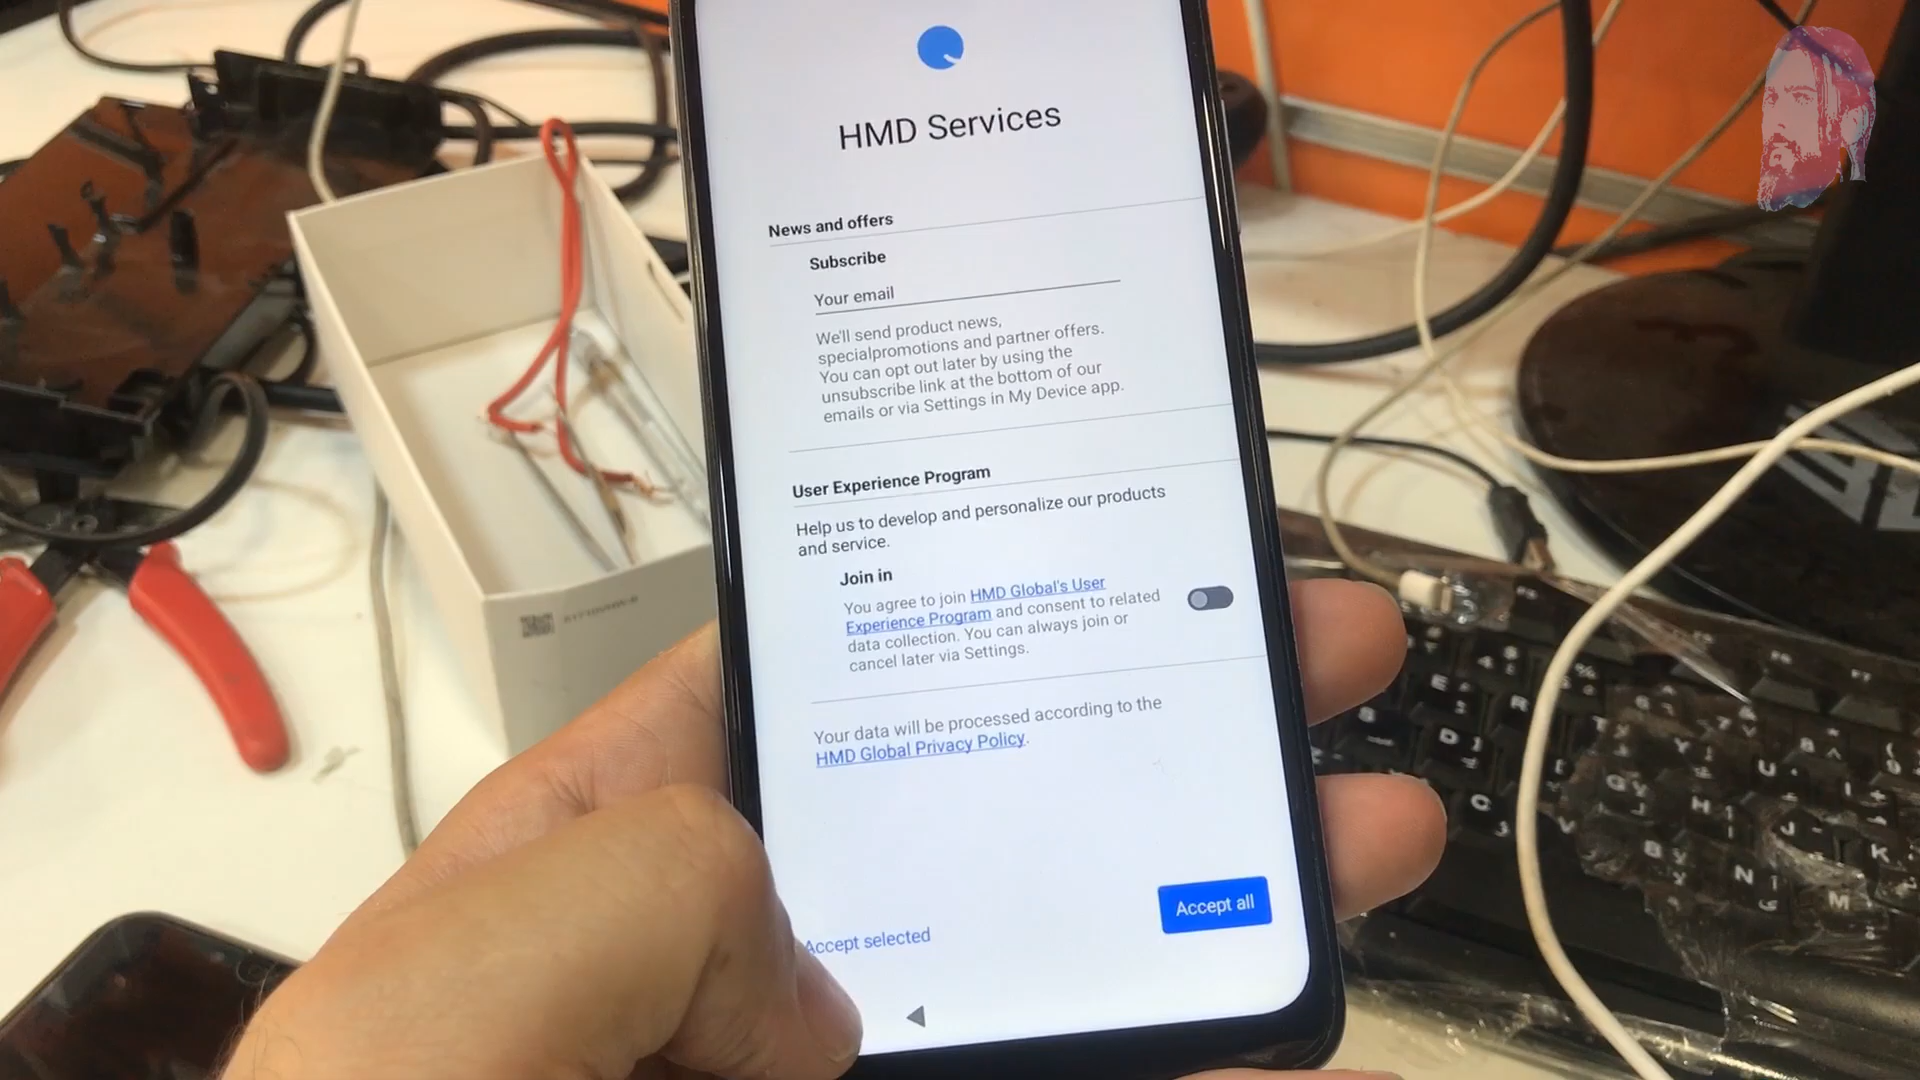 HMD Services
News and offers
Subscribe
Your email
We'll send product news,
specialpromotions and partner offers.
You can opt out later by using the
unsubscribe link at the bottom of our
emails or via Settings in My Device app.
User Experience Program
Help us to develop and personalize our products
and service.
Join in
You agree to join HMD Global's User
Experience Program and consent to related
data collection. You can always join or
cancel later via Settings.
Your data will be processed according to the
HMD Global Privacy Policy.
Accept selected
Accept all